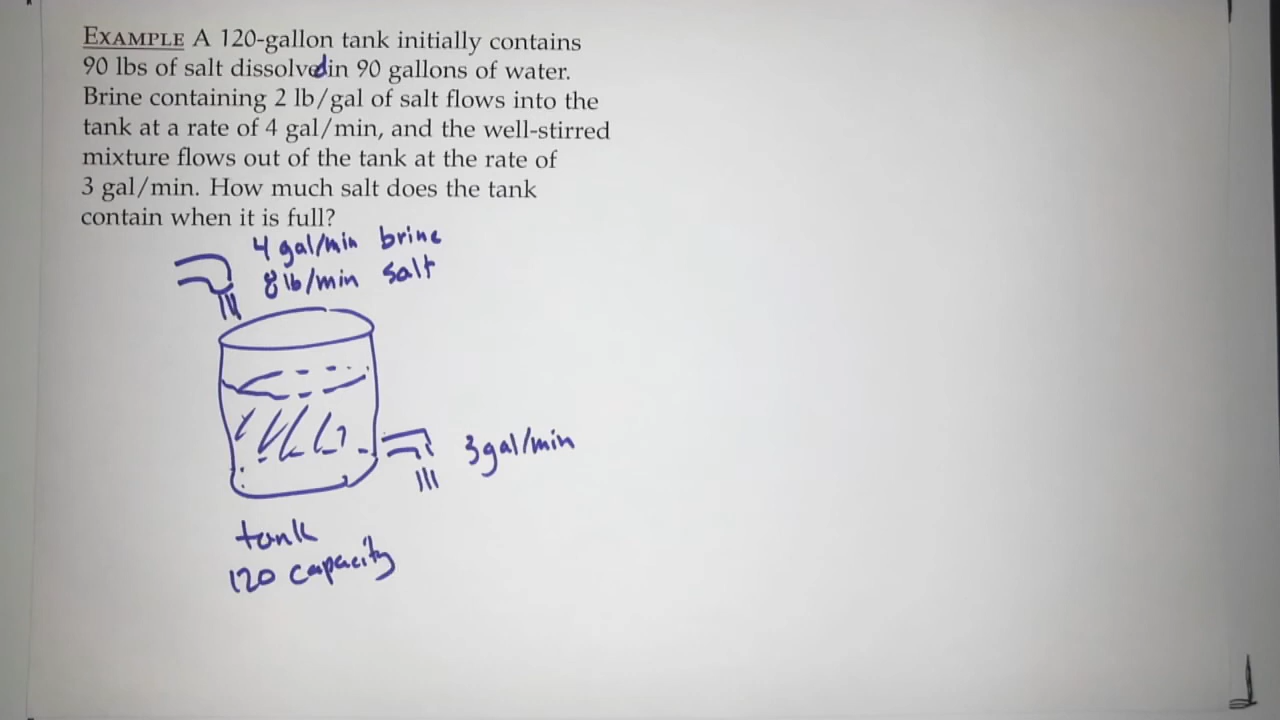 EXAMPLE A 120-gallon tank initially contains
90 lbs of salt dissolved in 90 gallons of water.
Brine containing 2 lb/gal of salt flows into the
tank at a rate of 4 gal/min, and the well-stirred
mixture flows out of the tank at the rate of
3 gal/min. How much salt does the tank
contain when it is full?
4 gal/min brine
8 lb/min salt
3 gal/min
tank
120 capacity